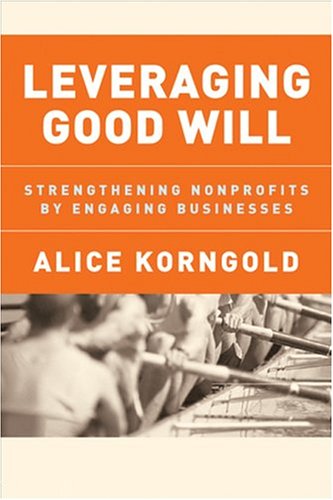 LEVERAGING
GOOD WILL
STRENGTHENING NONPROFITS
BY ENGAGING BUSINESSES
ALICE KORNGOLD